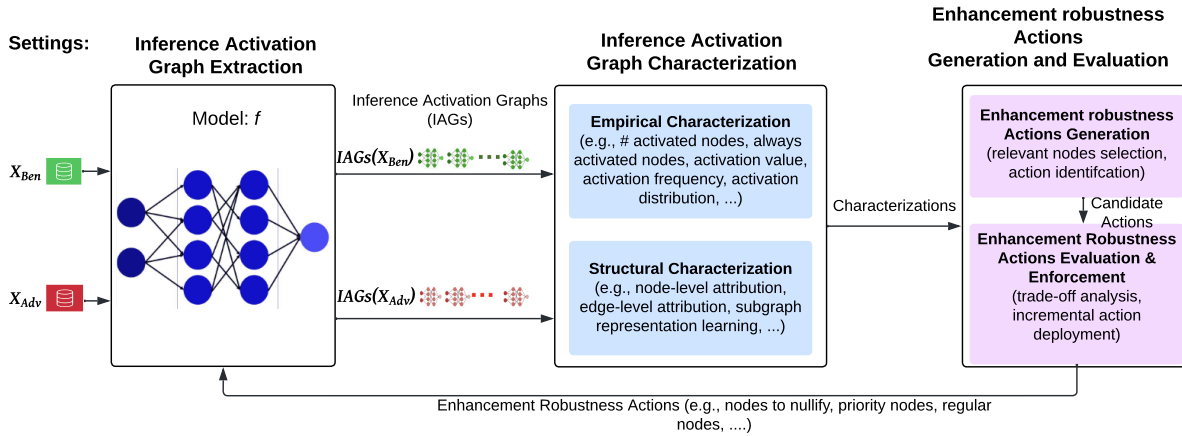 Settings:
Inference Activation
Graph Extraction
Model: f
X_Ben
X_Adv
Inference Activation Graphs
(IAGs)
IAGs(X_Ben)
IAGs(X_Adv)
Inference Activation
Graph Characterization
Empirical Characterization
(e.g., # activated nodes, always
activated nodes, activation value,
activation frequency, activation
distribution, ...)
Structural Characterization
(e.g., node-level attribution,
edge-level attribution, subgraph
representation learning, ...)
Characterizations
Enhancement robustness
Actions
Generation and Evaluation
Enhancement robustness
Actions Generation
(relevant nodes selection,
action identifcation)
Candidate
Actions
Enhancement Robustness
Actions Evaluation &
Enforcement
(trade-off analysis,
incremental action
deployment)
Enhancement Robustness Actions (e.g., nodes to nullify, priority nodes, regular
nodes, ....)